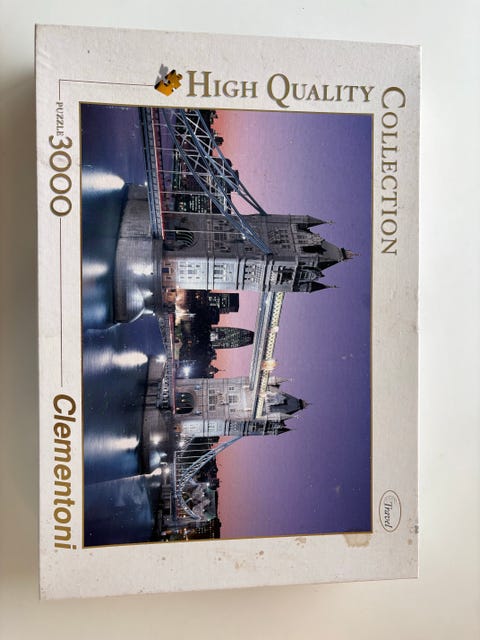 HIGH QUALITY
COLLECTION
PUZZLE 3000
Clementoni
Travel